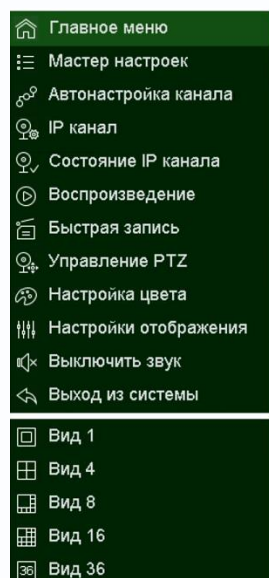 Главное меню
Мастер настроек
Автонастройка канала
IP канал
Состояние IP канала
Воспроизведение
Быстрая запись
Управление PTZ
Настройка цвета
Настройки отображения
Выключить звук
Выход из системы
Вид 1
Вид 4
Вид 8
Вид 16
36 Вид 36